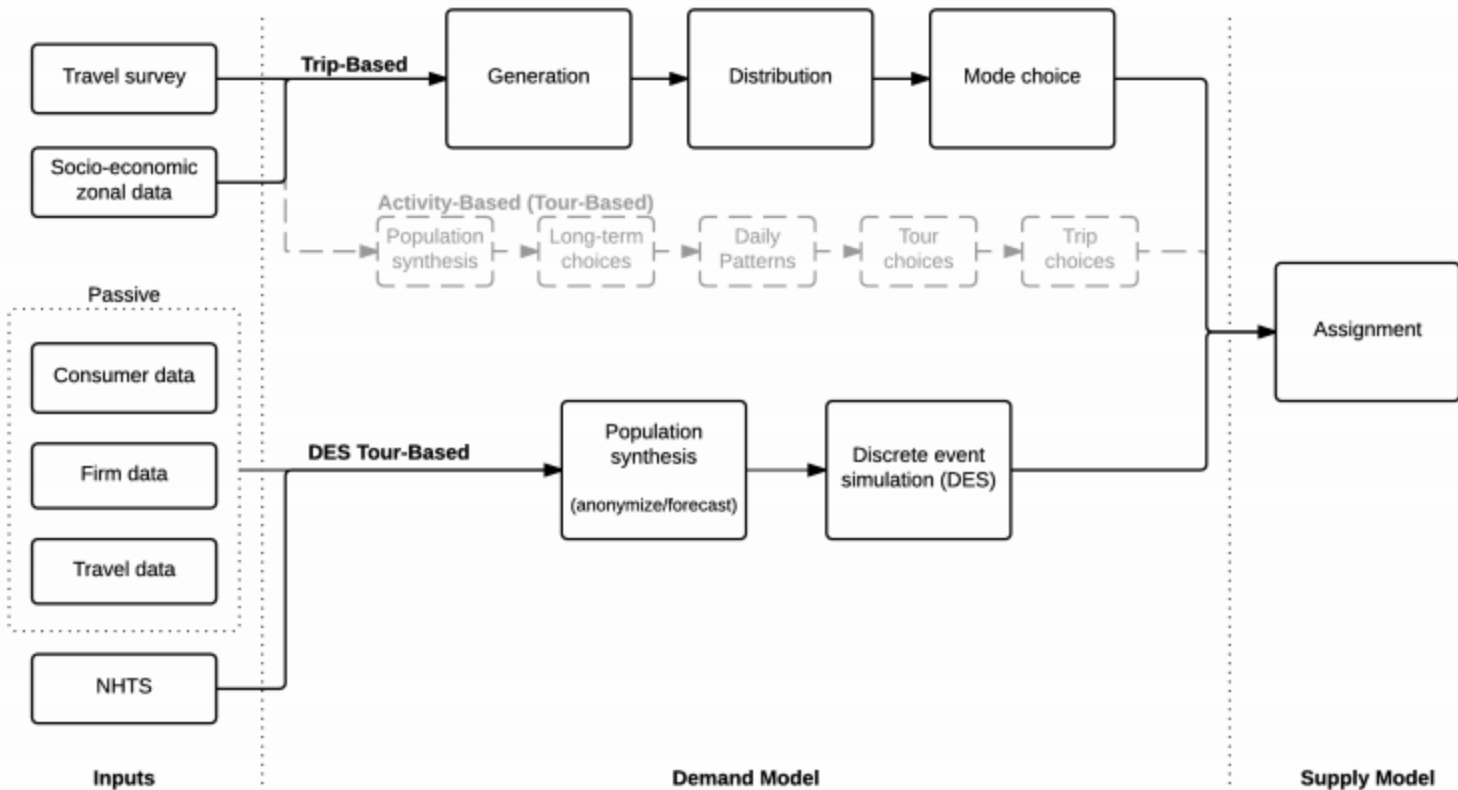 Travel survey
Socio-economic
zonal data
Trip-Based
Generation
Distribution
Mode choice
Activity-Based (Tour-Based)
Population
synthesis
Long-term
choices
Daily
Patterns
Tour
choices
Trip
choices
Passive
Consumer data
Firm data
Travel data
NHTS
DES Tour-Based
Population
synthesis
(anonymize/forecast)
Discrete event
simulation (DES)
Assignment
Inputs
Demand Model
Supply Model